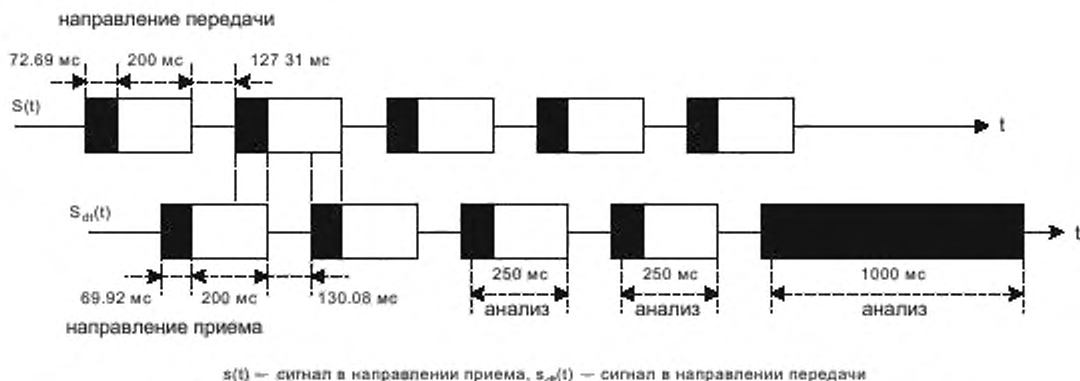 направление передачи
72.69 мс 200 мс 127 31 мс
S(t)
t
Sdt(t)
t
250 мс 250 мс 1000 мс
69.92 мс 200 мс 130.08 мс
анализ анализ анализ
направление приема
s(t) — сигнал в направлении приема, sdt(t) — сигнал в направлении передачи